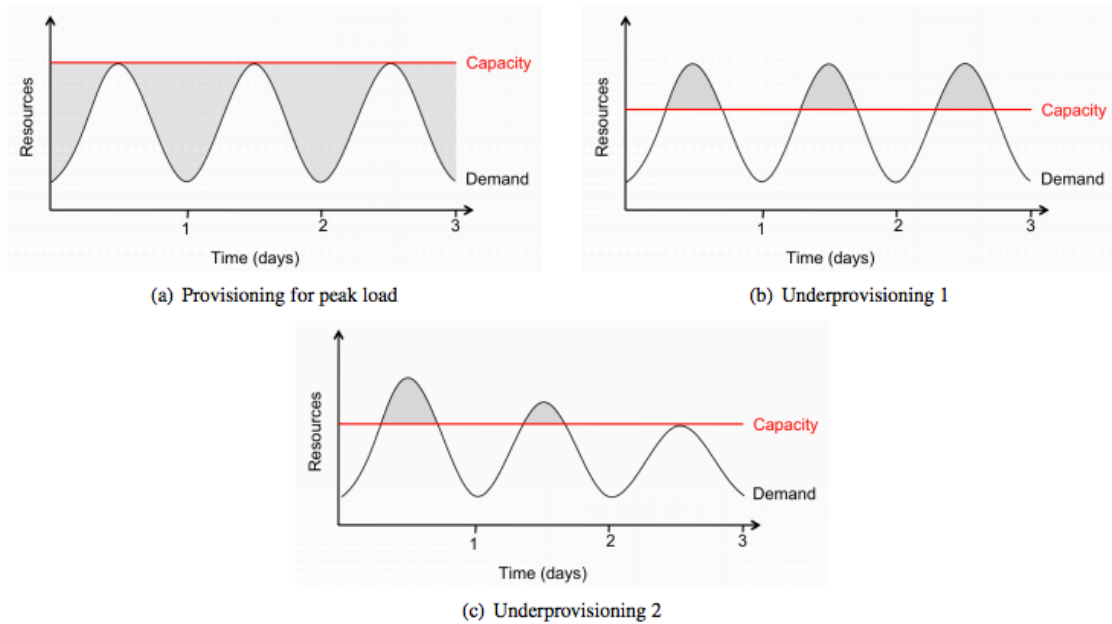 Resources
Capacity
Demand
1
2
3
Time (days)
(a) Provisioning for peak load
Resources
Capacity
Demand
1
2
3
Time (days)
(b) Underprovisioning 1
Resources
Capacity
Demand
1
2
3
Time (days)
(c) Underprovisioning 2